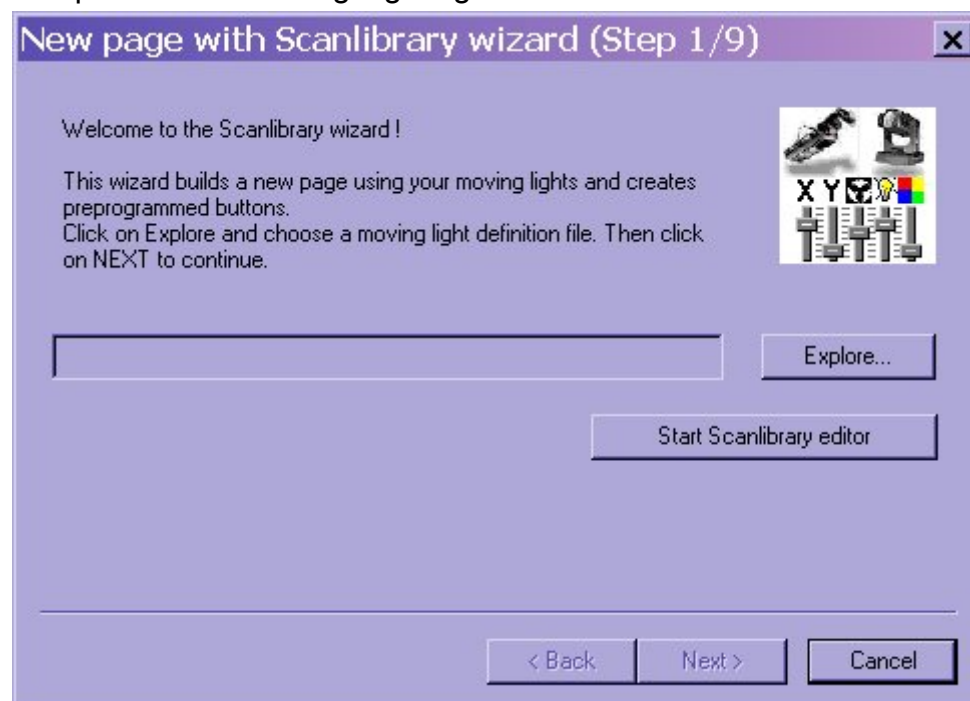 New page with Scanlibrary wizard (Step 1/9)
Welcome to the Scanlibrary wizard !
This wizard builds a new page using your moving lights and creates
preprogrammed buttons.
Click on Explore and choose a moving light definition file. Then click
on NEXT to continue.
X Y
Explore...
Start Scanlibrary editor
< Back
Next >
Cancel